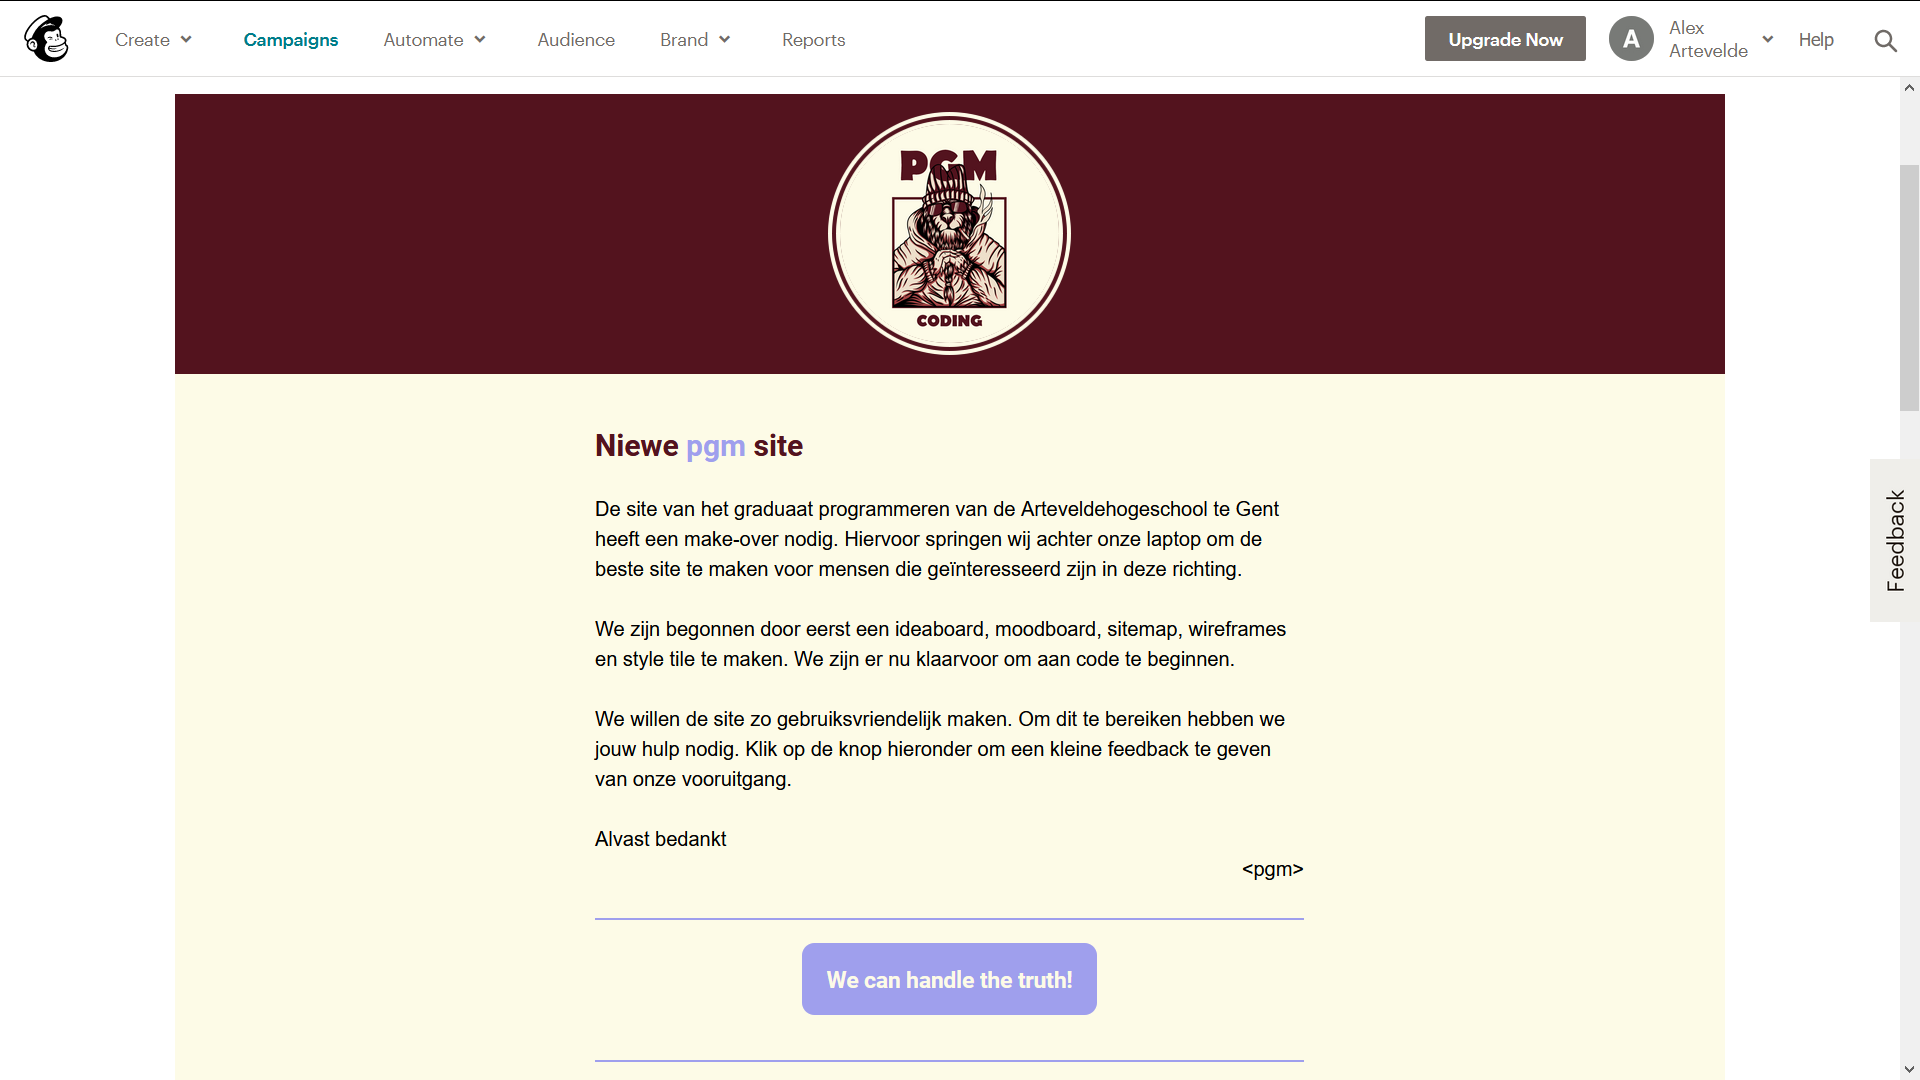 Create
Campaigns
Automate
Audience
Brand
Reports
Upgrade Now
A
Alex
Artevelde
Help
PGM
CODING
Niewe pgm site
De site van het graduaat programmeren van de Arteveldehogeschool te Gent
heeft een make-over nodig. Hiervoor springen wij achter onze laptop om de
beste site te maken voor mensen die geïnteresseerd zijn in deze richting.
We zijn begonnen door eerst een ideaboard, moodboard, sitemap, wireframes
en style tile te maken. We zijn er nu klaarvoor om aan code te beginnen.
We willen de site zo gebruiksvriendelijk maken. Om dit te bereiken hebben we
jouw hulp nodig. Klik op de knop hieronder om een kleine feedback te geven
van onze vooruitgang.
Alvast bedankt
<pgm>
We can handle the truth!
Feedback